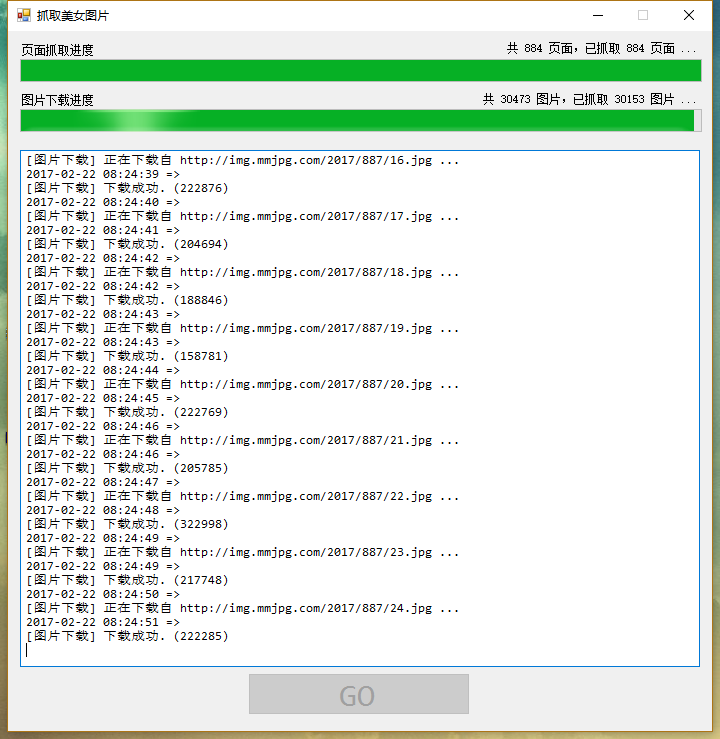 抓取美女图片
页面抓取进度
共 884 页面，已抓取 884 页面 ...
图片下载进度
共 30473 图片，已抓取 30153 图片 ...
[图片下载] 正在下载自 http://img.mmjpg.com/2017/887/16.jpg ...
2017-02-22 08:24:39 =>
[图片下载] 下载成功. (222876)
2017-02-22 08:24:40 =>
[图片下载] 正在下载自 http://img.mmjpg.com/2017/887/17.jpg ...
2017-02-22 08:24:41 =>
[图片下载] 下载成功. (204694)
2017-02-22 08:24:42 =>
[图片下载] 正在下载自 http://img.mmjpg.com/2017/887/18.jpg ...
2017-02-22 08:24:42 =>
[图片下载] 下载成功. (188846)
2017-02-22 08:24:43 =>
[图片下载] 正在下载自 http://img.mmjpg.com/2017/887/19.jpg ...
2017-02-22 08:24:43 =>
[图片下载] 下载成功. (158781)
2017-02-22 08:24:44 =>
[图片下载] 正在下载自 http://img.mmjpg.com/2017/887/20.jpg ...
2017-02-22 08:24:45 =>
[图片下载] 下载成功. (222769)
2017-02-22 08:24:46 =>
[图片下载] 正在下载自 http://img.mmjpg.com/2017/887/21.jpg ...
2017-02-22 08:24:46 =>
[图片下载] 下载成功. (205785)
2017-02-22 08:24:47 =>
[图片下载] 正在下载自 http://img.mmjpg.com/2017/887/22.jpg ...
2017-02-22 08:24:48 =>
[图片下载] 下载成功. (322998)
2017-02-22 08:24:49 =>
[图片下载] 正在下载自 http://img.mmjpg.com/2017/887/23.jpg ...
2017-02-22 08:24:49 =>
[图片下载] 下载成功. (217748)
2017-02-22 08:24:50 =>
[图片下载] 正在下载自 http://img.mmjpg.com/2017/887/24.jpg ...
2017-02-22 08:24:51 =>
[图片下载] 下载成功. (222285)
GO